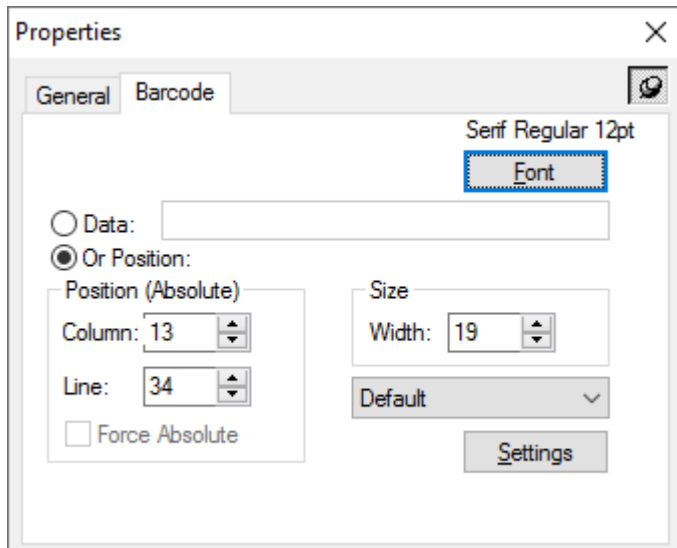 Properties
General Barcode
Serif Regular 12pt
Font
Data:
Or Position:
Position (Absolute)
Size
Column: 13
Width: 19
Line: 34
Default
Force Absolute
Settings